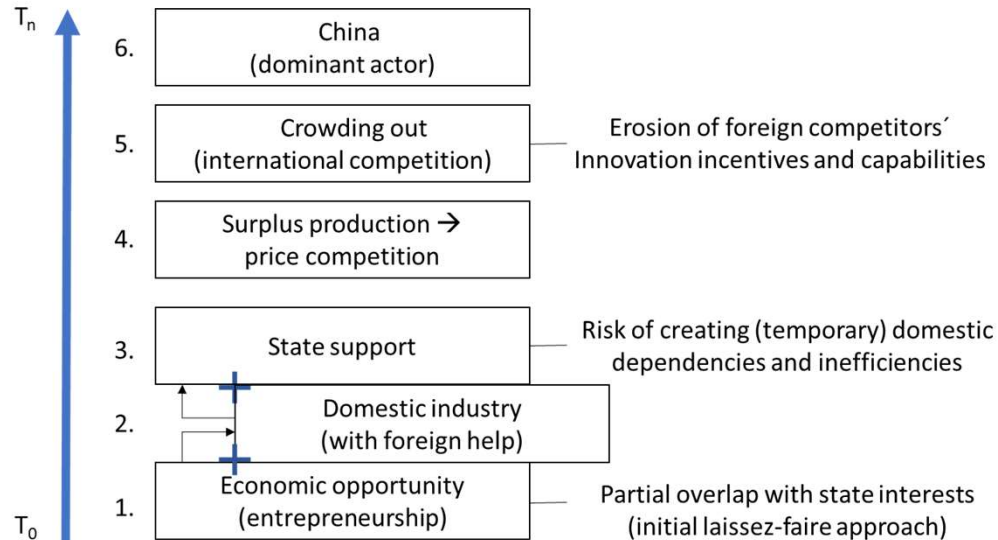 Tn
6.
China
(dominant actor)
5.
Crowding out
(international competition)
Erosion of foreign competitors´
Innovation incentives and capabilities
4.
Surplus production →
price competition
3.
State support
Risk of creating (temporary) domestic
dependencies and inefficiencies
2.
Domestic industry
(with foreign help)
1.
Economic opportunity
(entrepreneurship)
Partial overlap with state interests
(initial laissez-faire approach)
T0